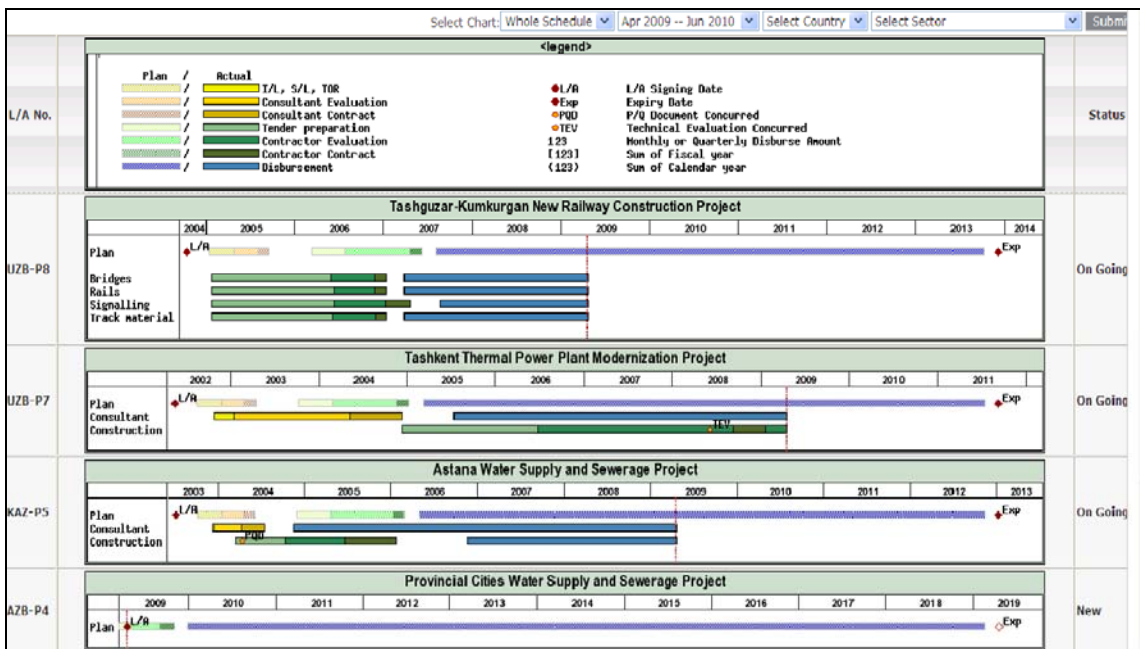 Select Chart: Whole Schedule Apr 2009 -- Jun 2010 Select Country Select Sector
L/A No.
<legend>
Status
Plan / Actual
/ T/L, S/L, TOR
/ Consultant Evaluation
/ Consultant Contract
/ Tender preparation
/ Contractor Evaluation
/ Contractor Contract
/ Disbursement
L/A L/A Signing Date
Exp Expiry Date
PQD P/Q Document Concurred
TEV Technical Evaluation Concurred
123 Monthly or Quarterly Disburse Amount
[123] Sum of Fiscal year
(123) Sum of Calendar year
UZB-P8
Tashguzar-Kumkurgan New Railway Construction Project
On Going
2004 2005 2006 2007 2008 2009 2010 2011 2012 2013 2014
Plan L/A Exp
Bridges
Rails
Signalling
Track material
UZB-P7
Tashkent Thermal Power Plant Modernization Project
On Going
2002 2003 2004 2005 2006 2007 2008 2009 2010 2011
Plan L/A Exp
Consultant
Construction TEV
KAZ-P5
Astana Water Supply and Sewerage Project
On Going
2003 2004 2005 2006 2007 2008 2009 2010 2011 2012 2013
Plan L/A Exp
Consultant
Construction PQD
AZB-P4
Provincial Cities Water Supply and Sewerage Project
New
2009 2010 2011 2012 2013 2014 2015 2016 2017 2018 2019
Plan L/A Exp